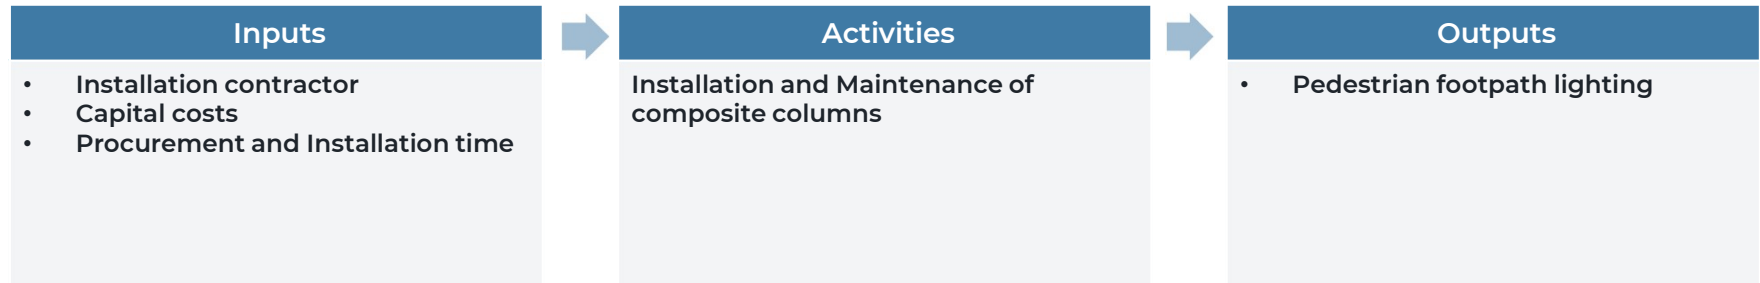 Inputs
• Installation contractor
• Capital costs
• Procurement and Installation time
Activities
Installation and Maintenance of
composite columns
Outputs
• Pedestrian footpath lighting